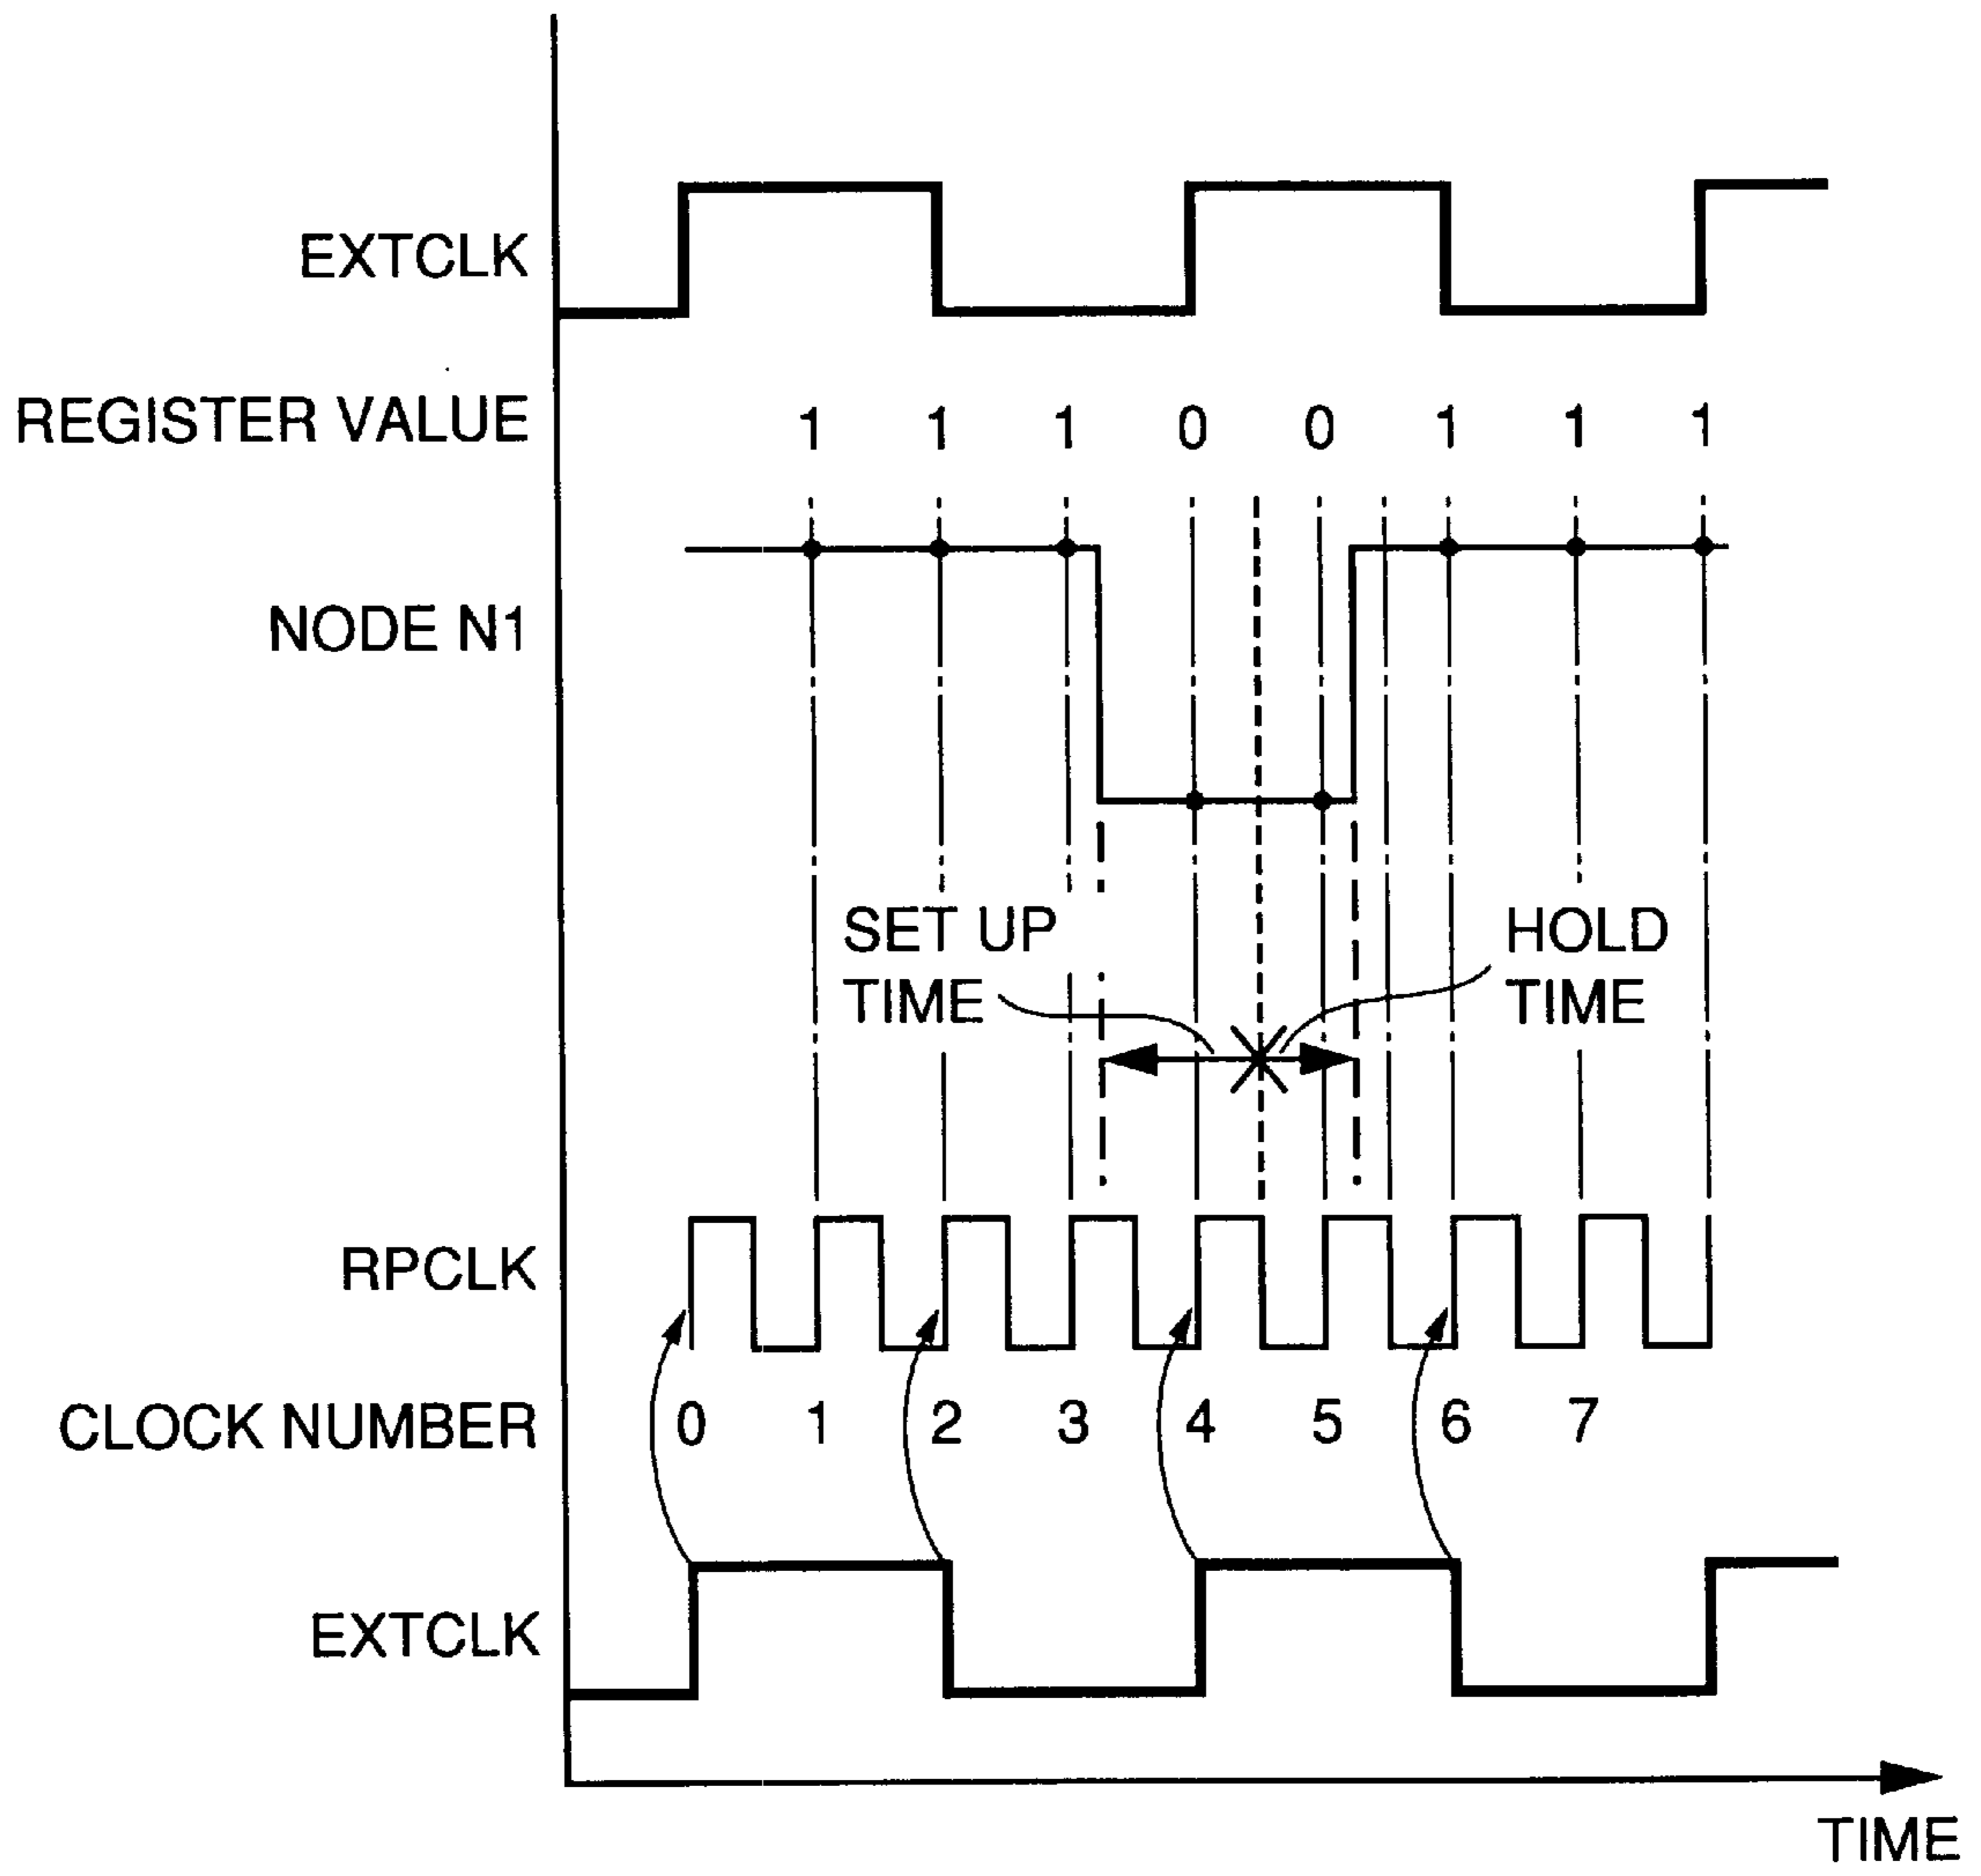 EXTCLK
REGISTER VALUE 1 1 1 0 0 1 1 1
NODE N1
SET UP
TIME
HOLD
TIME
RPCLK
CLOCK NUMBER 0 1 2 3 4 5 6 7
EXTCLK
TIME